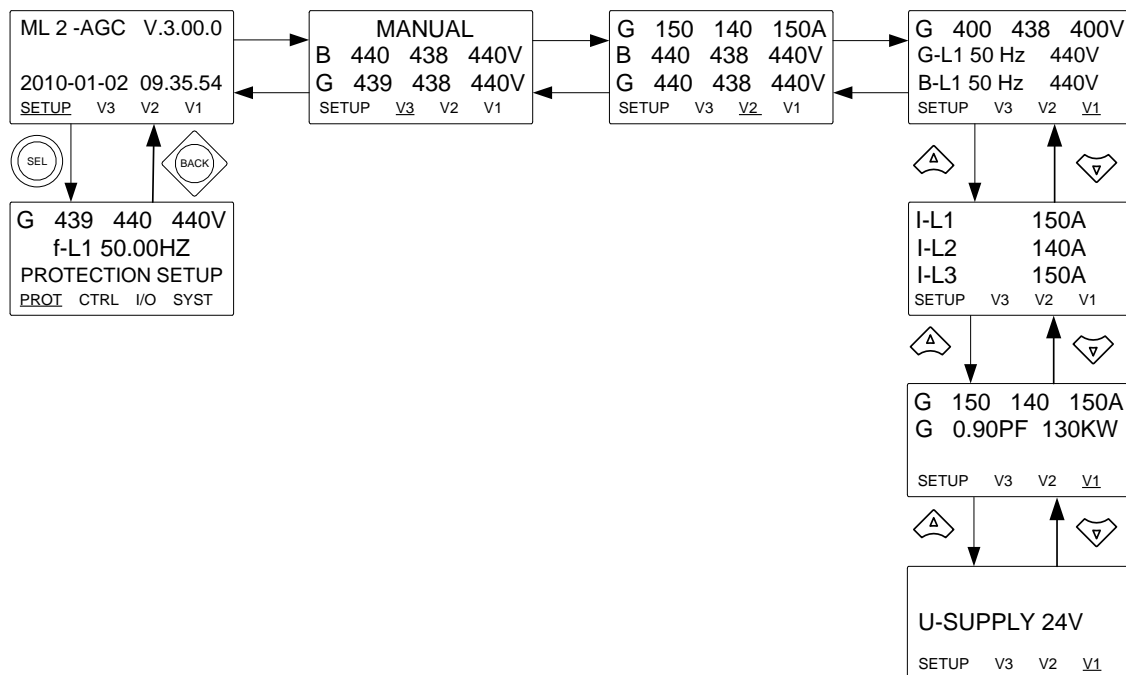 ML 2 -AGC V.3.00.0
2010-01-02 09.35.54
SETUP V3 V2 V1
MANUAL
B 440 438 440V
G 439 438 440V
SETUP V3 V2 V1
G 150 140 150A
B 440 438 440V
G 440 438 440V
SETUP V3 V2 V1
G 400 438 400V
G-L1 50 Hz 440V
B-L1 50 Hz 440V
SETUP V3 V2 V1
SEL
BACK
G 439 440 440V
f-L1 50.00HZ
PROTECTION SETUP
PROT CTRL I/O SYST
I-L1 150A
I-L2 140A
I-L3 150A
SETUP V3 V2 V1
G 150 140 150A
G 0.90PF 130KW
SETUP V3 V2 V1
U-SUPPLY 24V
SETUP V3 V2 V1